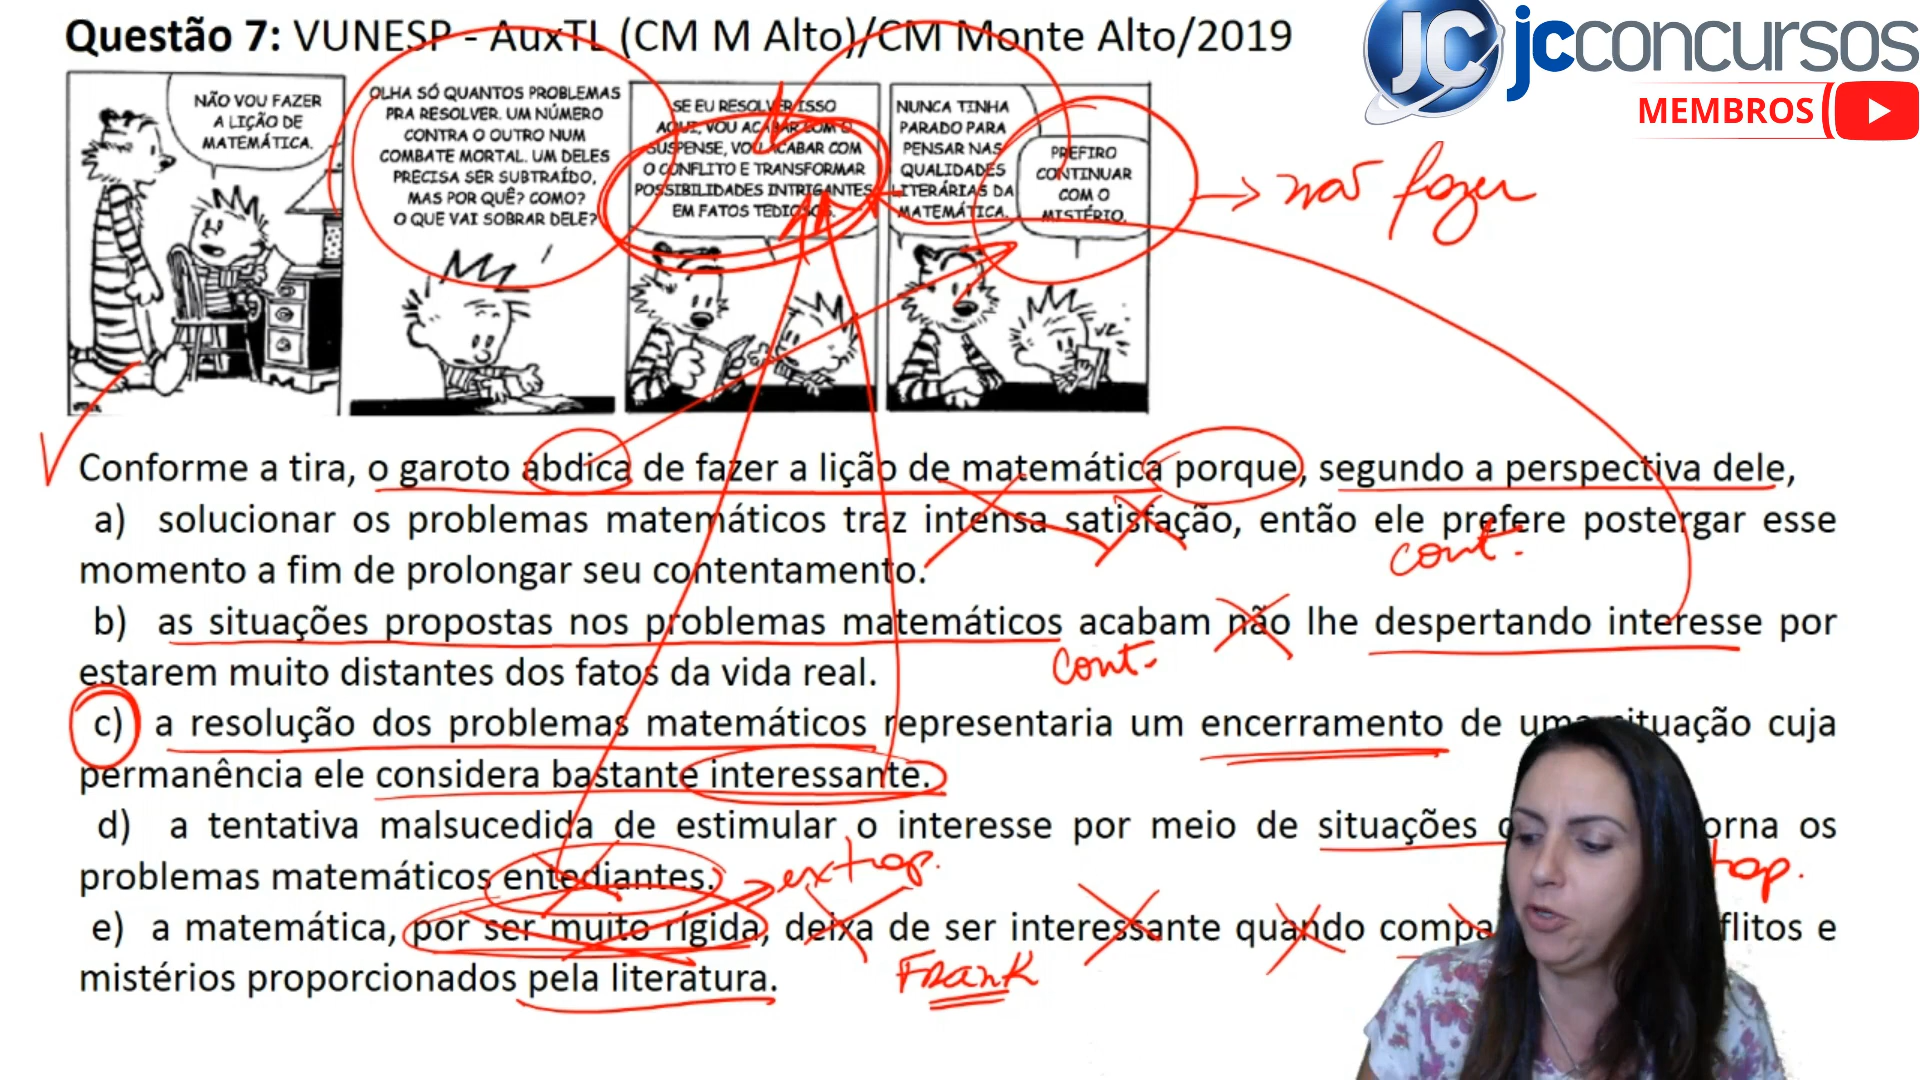 Questão 7: VUNESP - AuxTL (CM M Alto)/CM Monte Alto/2019
JC jcconcursos
MEMBROS
NÃO VOU FAZER
A LIÇÃO DE
MATEMÁTICA.
OLHA SÓ QUANTOS PROBLEMAS
PRA RESOLVER. UM NÚMERO
CONTRA O OUTRO NUM
COMBATE MORTAL. UM DELES
PRECISA SER SUBTRAÍDO,
MAS POR QUÊ? COMO?
O QUE VAI SOBRAR DELE?
SE EU RESOLVER ISSO
AQUI, VOU ACABAR COM O
SUSPENSE, VOU ACABAR COM
O CONFLITO E TRANSFORMAR
POSSIBILIDADES INTRIGANTES
EM FATOS TEDIOSOS.
NUNCA TINHA
PARADO PARA
PENSAR NAS
QUALIDADES
LITERÁRIAS DA
MATEMÁTICA.
PREFIRO
CONTINUAR
COM O
MISTÉRIO.
não fazer
Conforme a tira, o garoto abdica de fazer a lição de matemática porque, segundo a perspectiva dele,
a) solucionar os problemas matemáticos traz intensa satisfação, então ele prefere postergar esse
cont.
momento a fim de prolongar seu contentamento.
b) as situações propostas nos problemas matemáticos acabam não lhe despertando interesse por
cont.
estarem muito distantes dos fatos da vida real.
c) a resolução dos problemas matemáticos representaria um encerramento de uma situação cuja
permanência ele considera bastante interessante.
d) a tentativa malsucedida de estimular o interesse por meio de situações orna os
problemas matemáticos entediantes.
extrap.
trap.
e) a matemática, por ser muito rígida, deixa de ser interessante quando compa flitos e
mistérios proporcionados pela literatura.
Frank